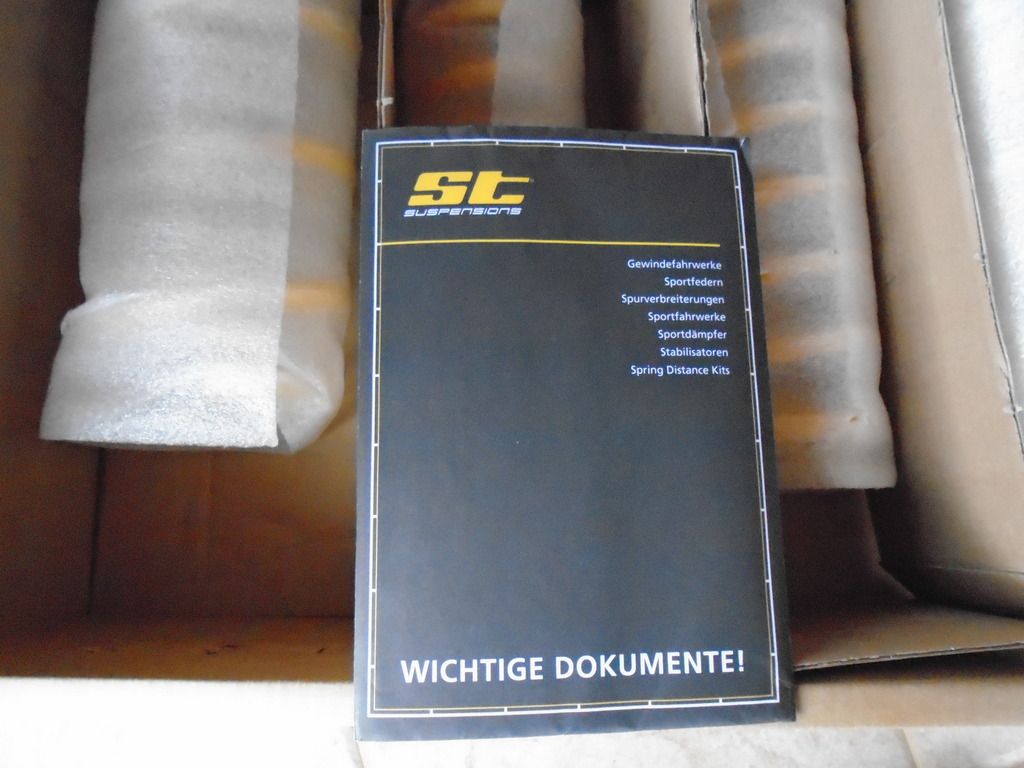 st
SUSPENSIONS
Gewindefahrwerke
Sportfedern
Spurverbreiterungen
Sportfahrwerke
Sportdämpfer
Stabilisatoren
Spring Distance Kits
WICHTIGE DOKUMENTE!